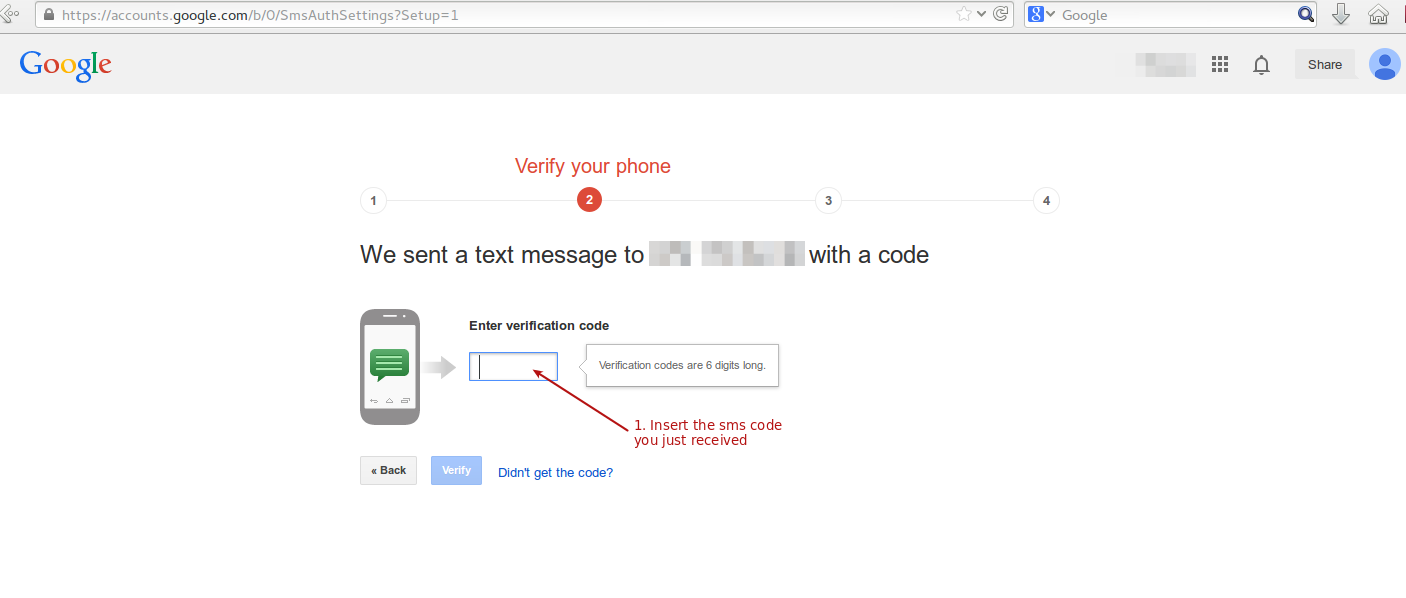 https://accounts.google.com/b/0/SmsAuthSettings?Setup=1
8 Google
Google
Share
Verify your phone
1
2
3
4
We sent a text message to with a code
Enter verification code
Verification codes are 6 digits long.
1. Insert the sms code
you just received
« Back
Verify
Didn't get the code?